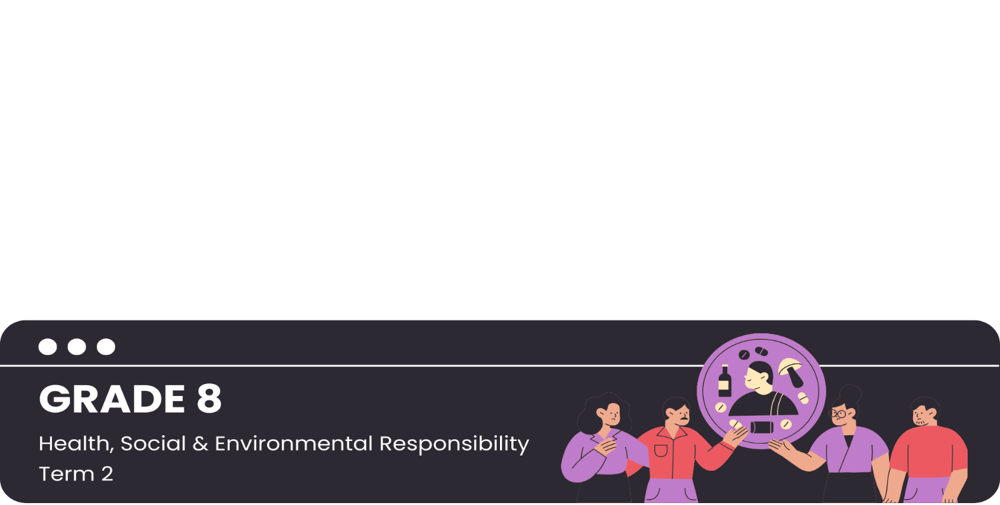 GRADE 8
Health, Social & Environmental Responsibility
Term 2